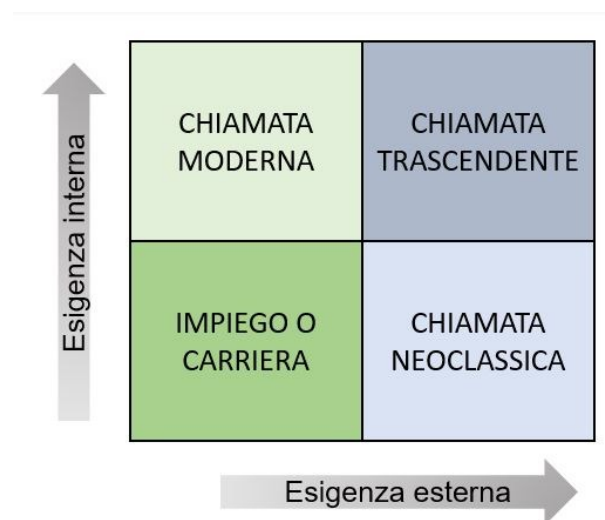 Esigenza interna
CHIAMATA
MODERNA
CHIAMATA
TRASCENDENTE
IMPIEGO O
CARRIERA
CHIAMATA
NEOCLASSICA
Esigenza esterna